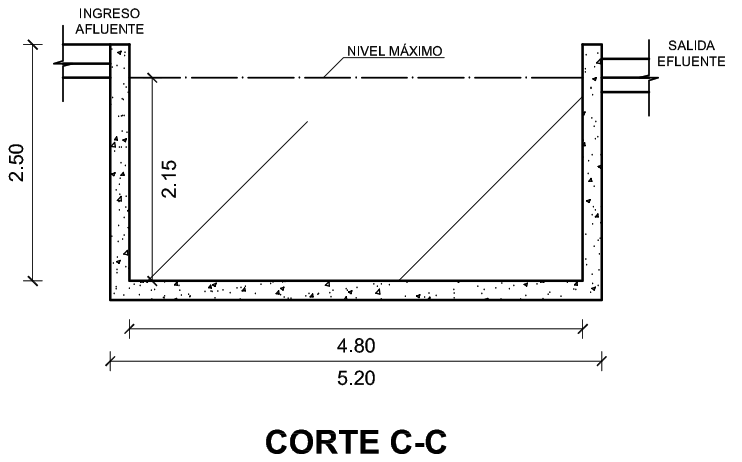 INGRESO
AFLUENTE
NIVEL MÁXIMO
SALIDA
EFLUENTE
2.50
2.15
4.80
5.20
CORTE C-C